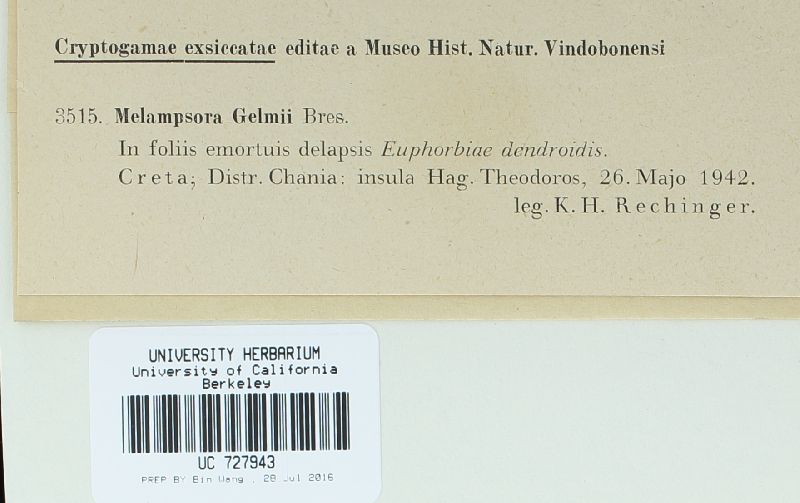 Cryptogamae exsiccatae editae a Museo Hist. Natur. Vindobonensi
3515. Melampsora Gelmii Bres.
In foliis emortuis delapsis Euphorbiae dendroidis.
Creta; Distr. Chania: insula Hag. Theodoros, 26. Majo 1942.
leg. K. H. Rechinger.
UNIVERSITY HERBARIUM
University of California
Berkeley
UC 727943
PREP BY Bin Wang , 28 Jul 2016